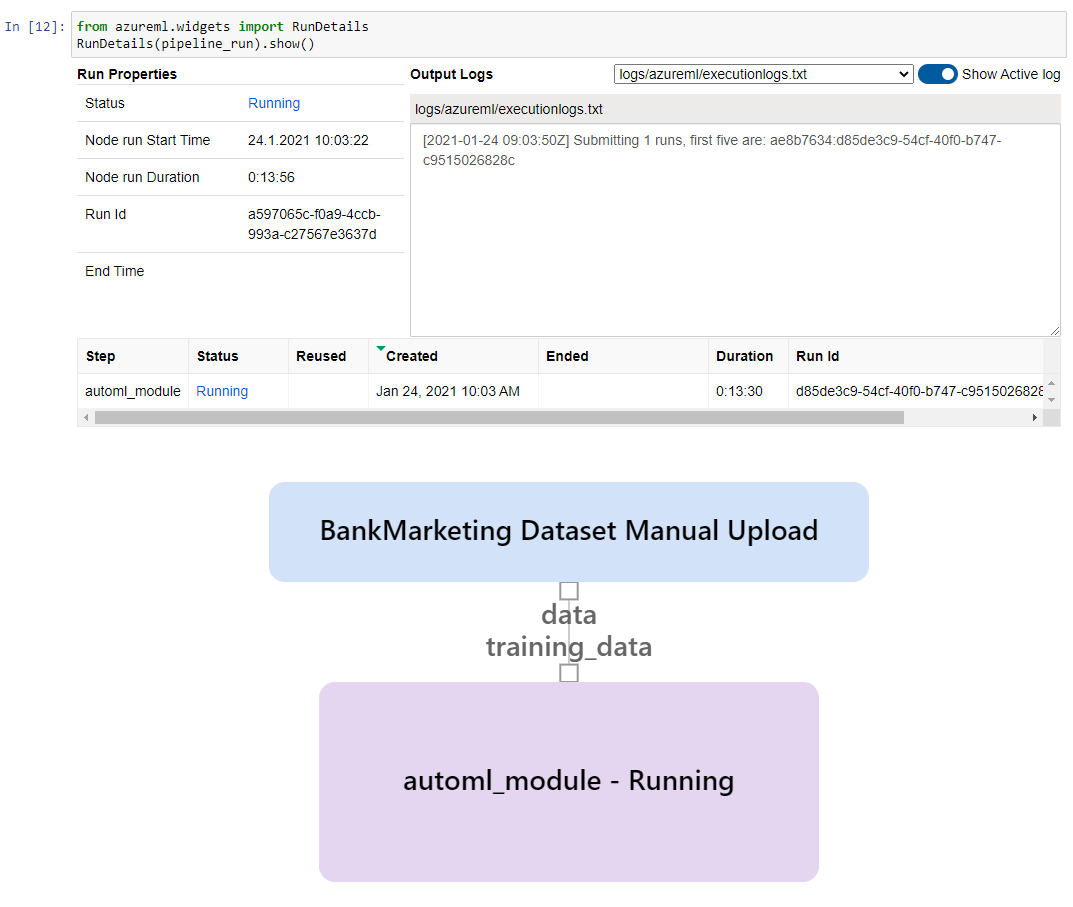 In [12]:
from azureml.widgets import RunDetails
RunDetails(pipeline_run).show()
Run Properties
Status Running
Node run Start Time 24.1.2021 10:03:22
Node run Duration 0:13:56
Run Id a597065c-f0a9-4ccb-
993a-c27567e3637d
End Time
Output Logs logs/azureml/executionlogs.txt Show Active log
logs/azureml/executionlogs.txt
[2021-01-24 09:03:50Z] Submitting 1 runs, first five are: ae8b7634:d85de3c9-54cf-40f0-b747-
c9515026828c
Step Status Reused Created Ended Duration Run Id
automl_module Running Jan 24, 2021 10:03 AM 0:13:30 d85de3c9-54cf-40f0-b747-c9515026828
BankMarketing Dataset Manual Upload
data
training_data
automl_module - Running